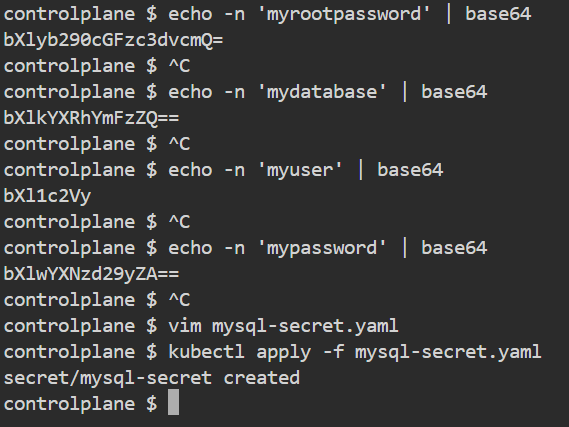 controlplane $ echo -n 'myrootpassword' | base64
bXlyb290cGFzc3dvcmQ=
controlplane $ ^C
controlplane $ echo -n 'mydatabase' | base64
bXlkYXRhYmFzZQ==
controlplane $ ^C
controlplane $ echo -n 'myuser' | base64
bXl1c2Vy
controlplane $ ^C
controlplane $ echo -n 'mypassword' | base64
bXlwYXNzd29yZA==
controlplane $ ^C
controlplane $ vim mysql-secret.yaml
controlplane $ kubectl apply -f mysql-secret.yaml
secret/mysql-secret created
controlplane $